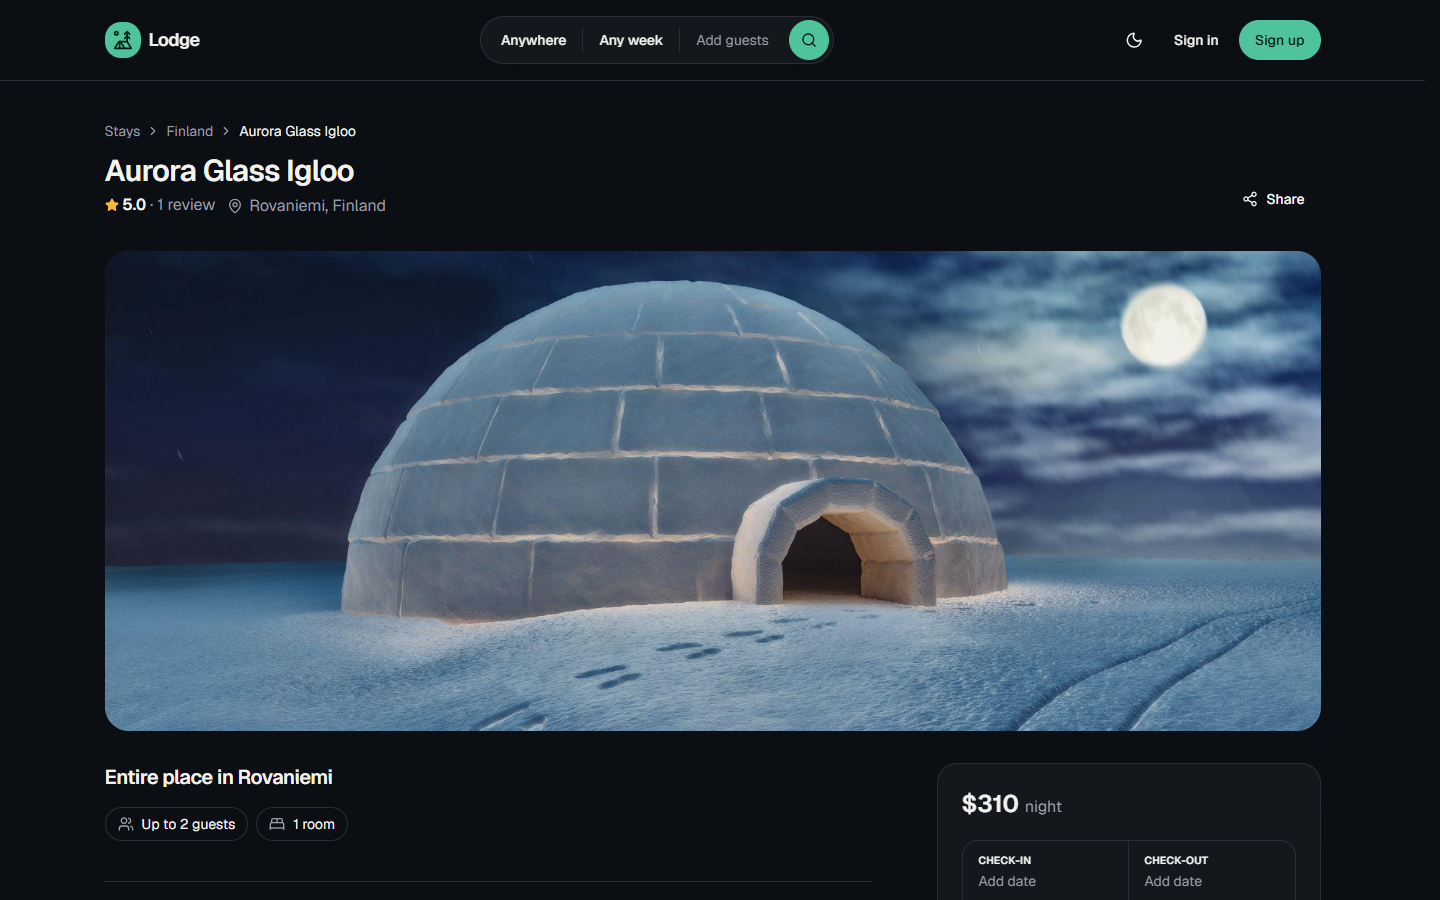 Lodge
Anywhere
Any week
Add guests
Sign in
Sign up
Stays > Finland > Aurora Glass Igloo
Aurora Glass Igloo
5.0 · 1 review
Rovaniemi, Finland
Share
Entire place in Rovaniemi
Up to 2 guests
1 room
$310 night
CHECK-IN
Add date
CHECK-OUT
Add date